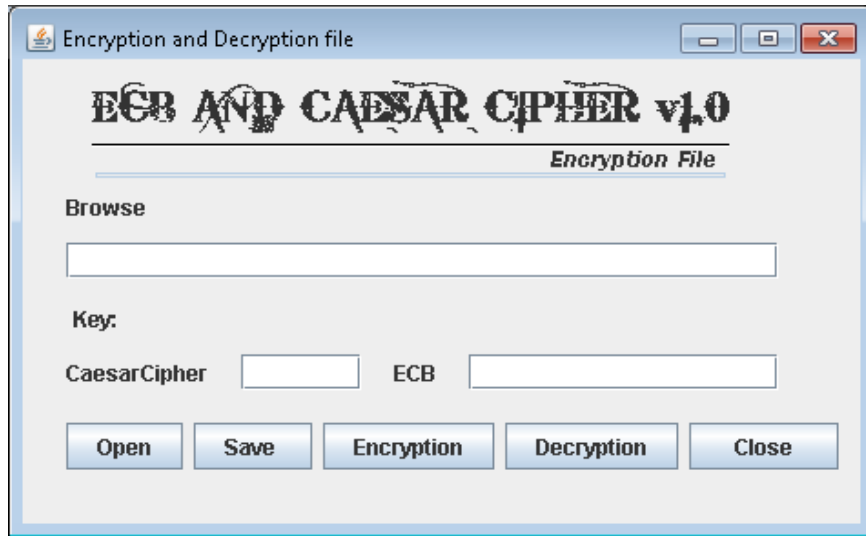 Encryption and Decryption file
ECB AND CAESAR CIPHER v1.0
Encryption File
Browse
Key:
CaesarCipher ECB
Open Save Encryption Decryption Close